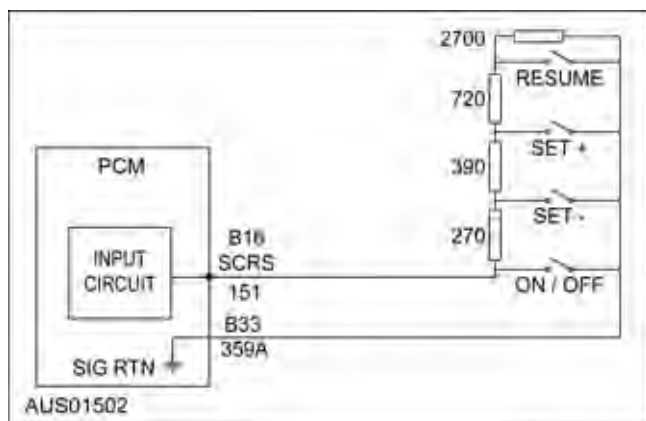 2700
RESUME
720
SET +
PCM
390
SET -
INPUT
CIRCUIT
B16
SCRS
270
151
ON / OFF
B33
359A
SIG RTN
AUS01502